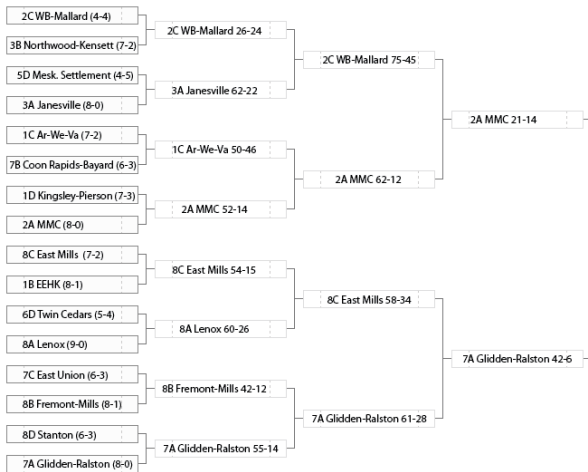 2C WB-Mallard (4-4)
3B Northwood-Kensett (7-2)
5D Mesk. Settlement (4-5)
3A Janesville (8-0)
1C Ar-We-Va (7-2)
7B Coon Rapids-Bayard (6-3)
1D Kingsley-Pierson (7-3)
2A MMC (8-0)
8C East Mills (7-2)
1B EEHK (8-1)
6D Twin Cedars (5-4)
8A Lenox (9-0)
7C East Union (6-3)
8B Fremont-Mills (8-1)
8D Stanton (6-3)
7A Glidden-Ralston (8-0)
2C WB-Mallard 26-24
3A Janesville 62-22
1C Ar-We-Va 50-46
2A MMC 52-14
8C East Mills 54-15
8A Lenox 60-26
8B Fremont-Mills 42-12
7A Glidden-Ralston 55-14
2C WB-Mallard 75-45
2A MMC 62-12
8C East Mills 58-34
7A Glidden-Ralston 61-28
2A MMC 21-14
7A Glidden-Ralston 42-6